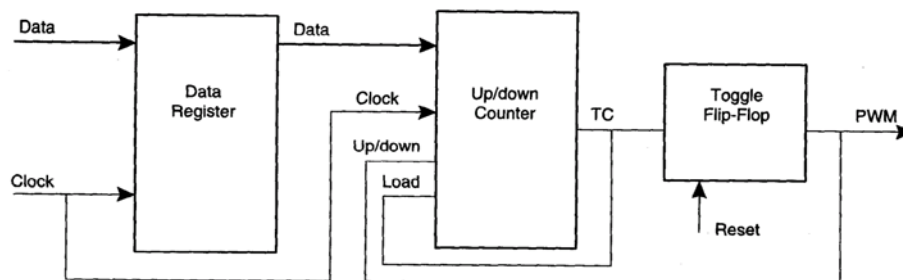 Data
Data
Data
Register
Clock
Clock
Up/down
Load
Up/down
Counter
TC
Toggle
Flip-Flop
PWM
Reset